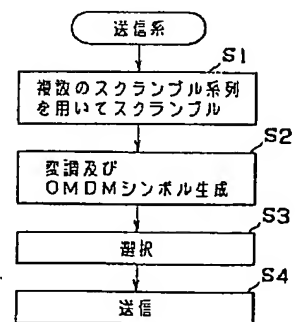 送信系
S1
複数のスクランブル系列
を用いてスクランブル
S2
変調及び
OMDMシンボル生成
S3
選択
S4
送信